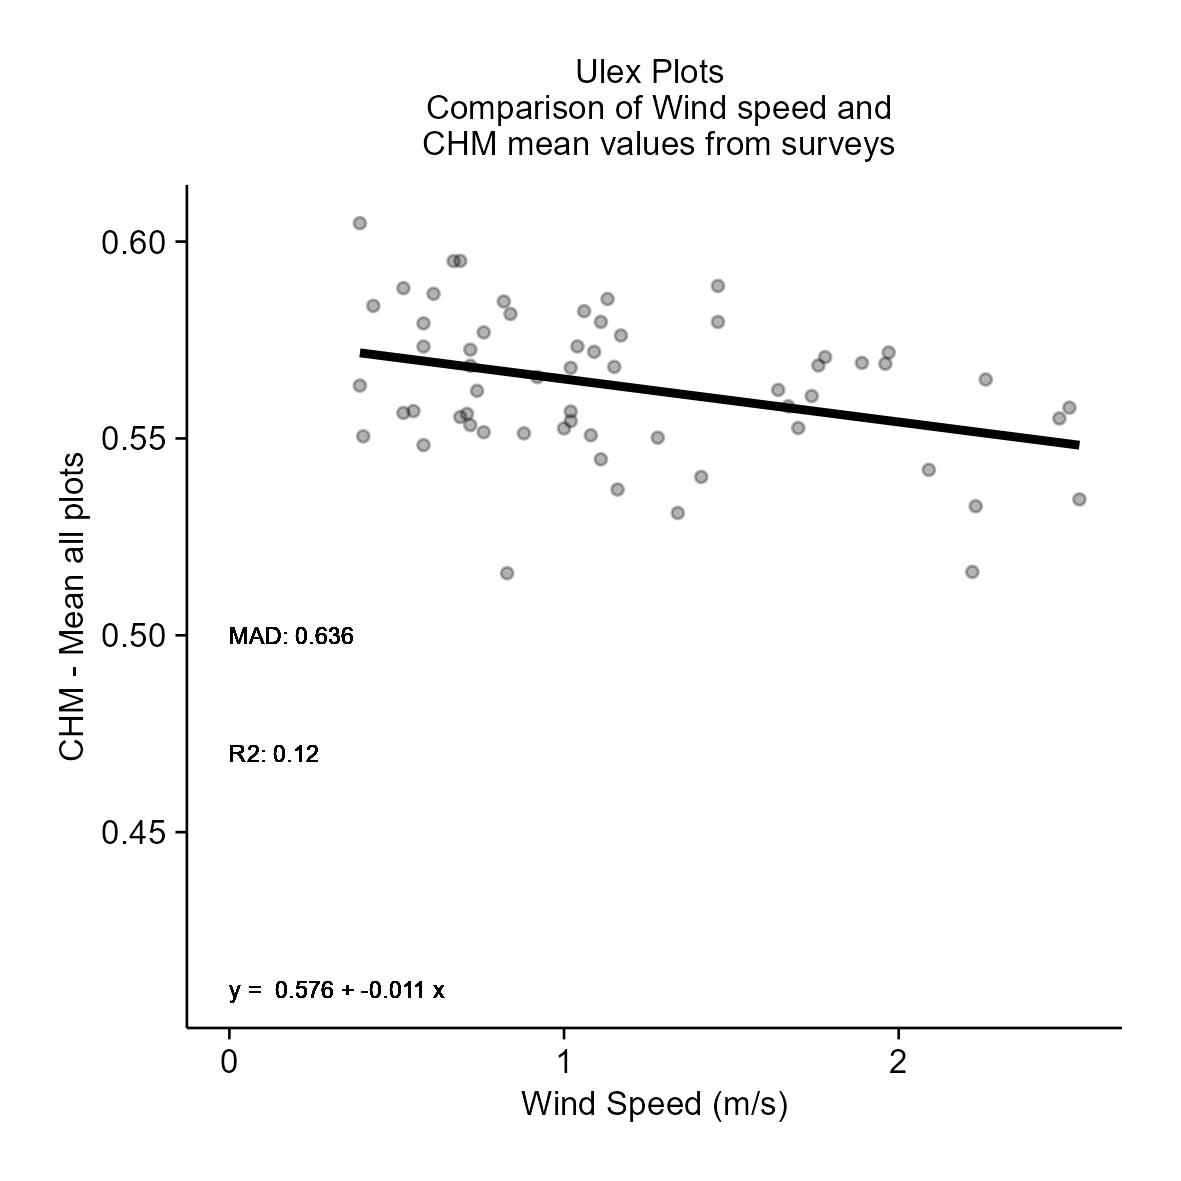 Ulex Plots
Comparison of Wind speed and
CHM mean values from surveys
0.60
0.55
0.50
0.45
CHM - Mean all plots
MAD: 0.636
R2: 0.12
y =  0.576 + -0.011 x
0
1
2
Wind Speed (m/s)